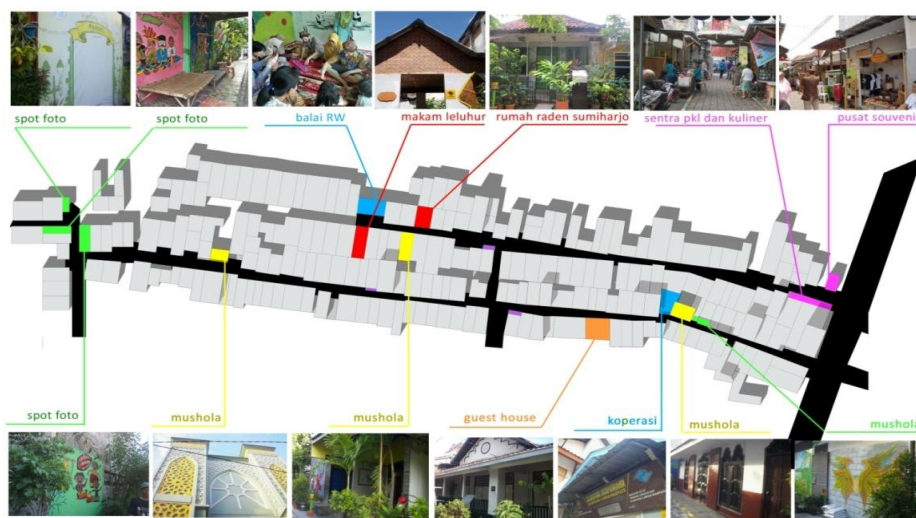 spot foto
spot foto
balai RW
makam leluhur
rumah raden sumiharjo
sentra pkl dan kuliner
pusat souvenir
spot foto
mushola
mushola
guest house
koperasi
mushola
mushola